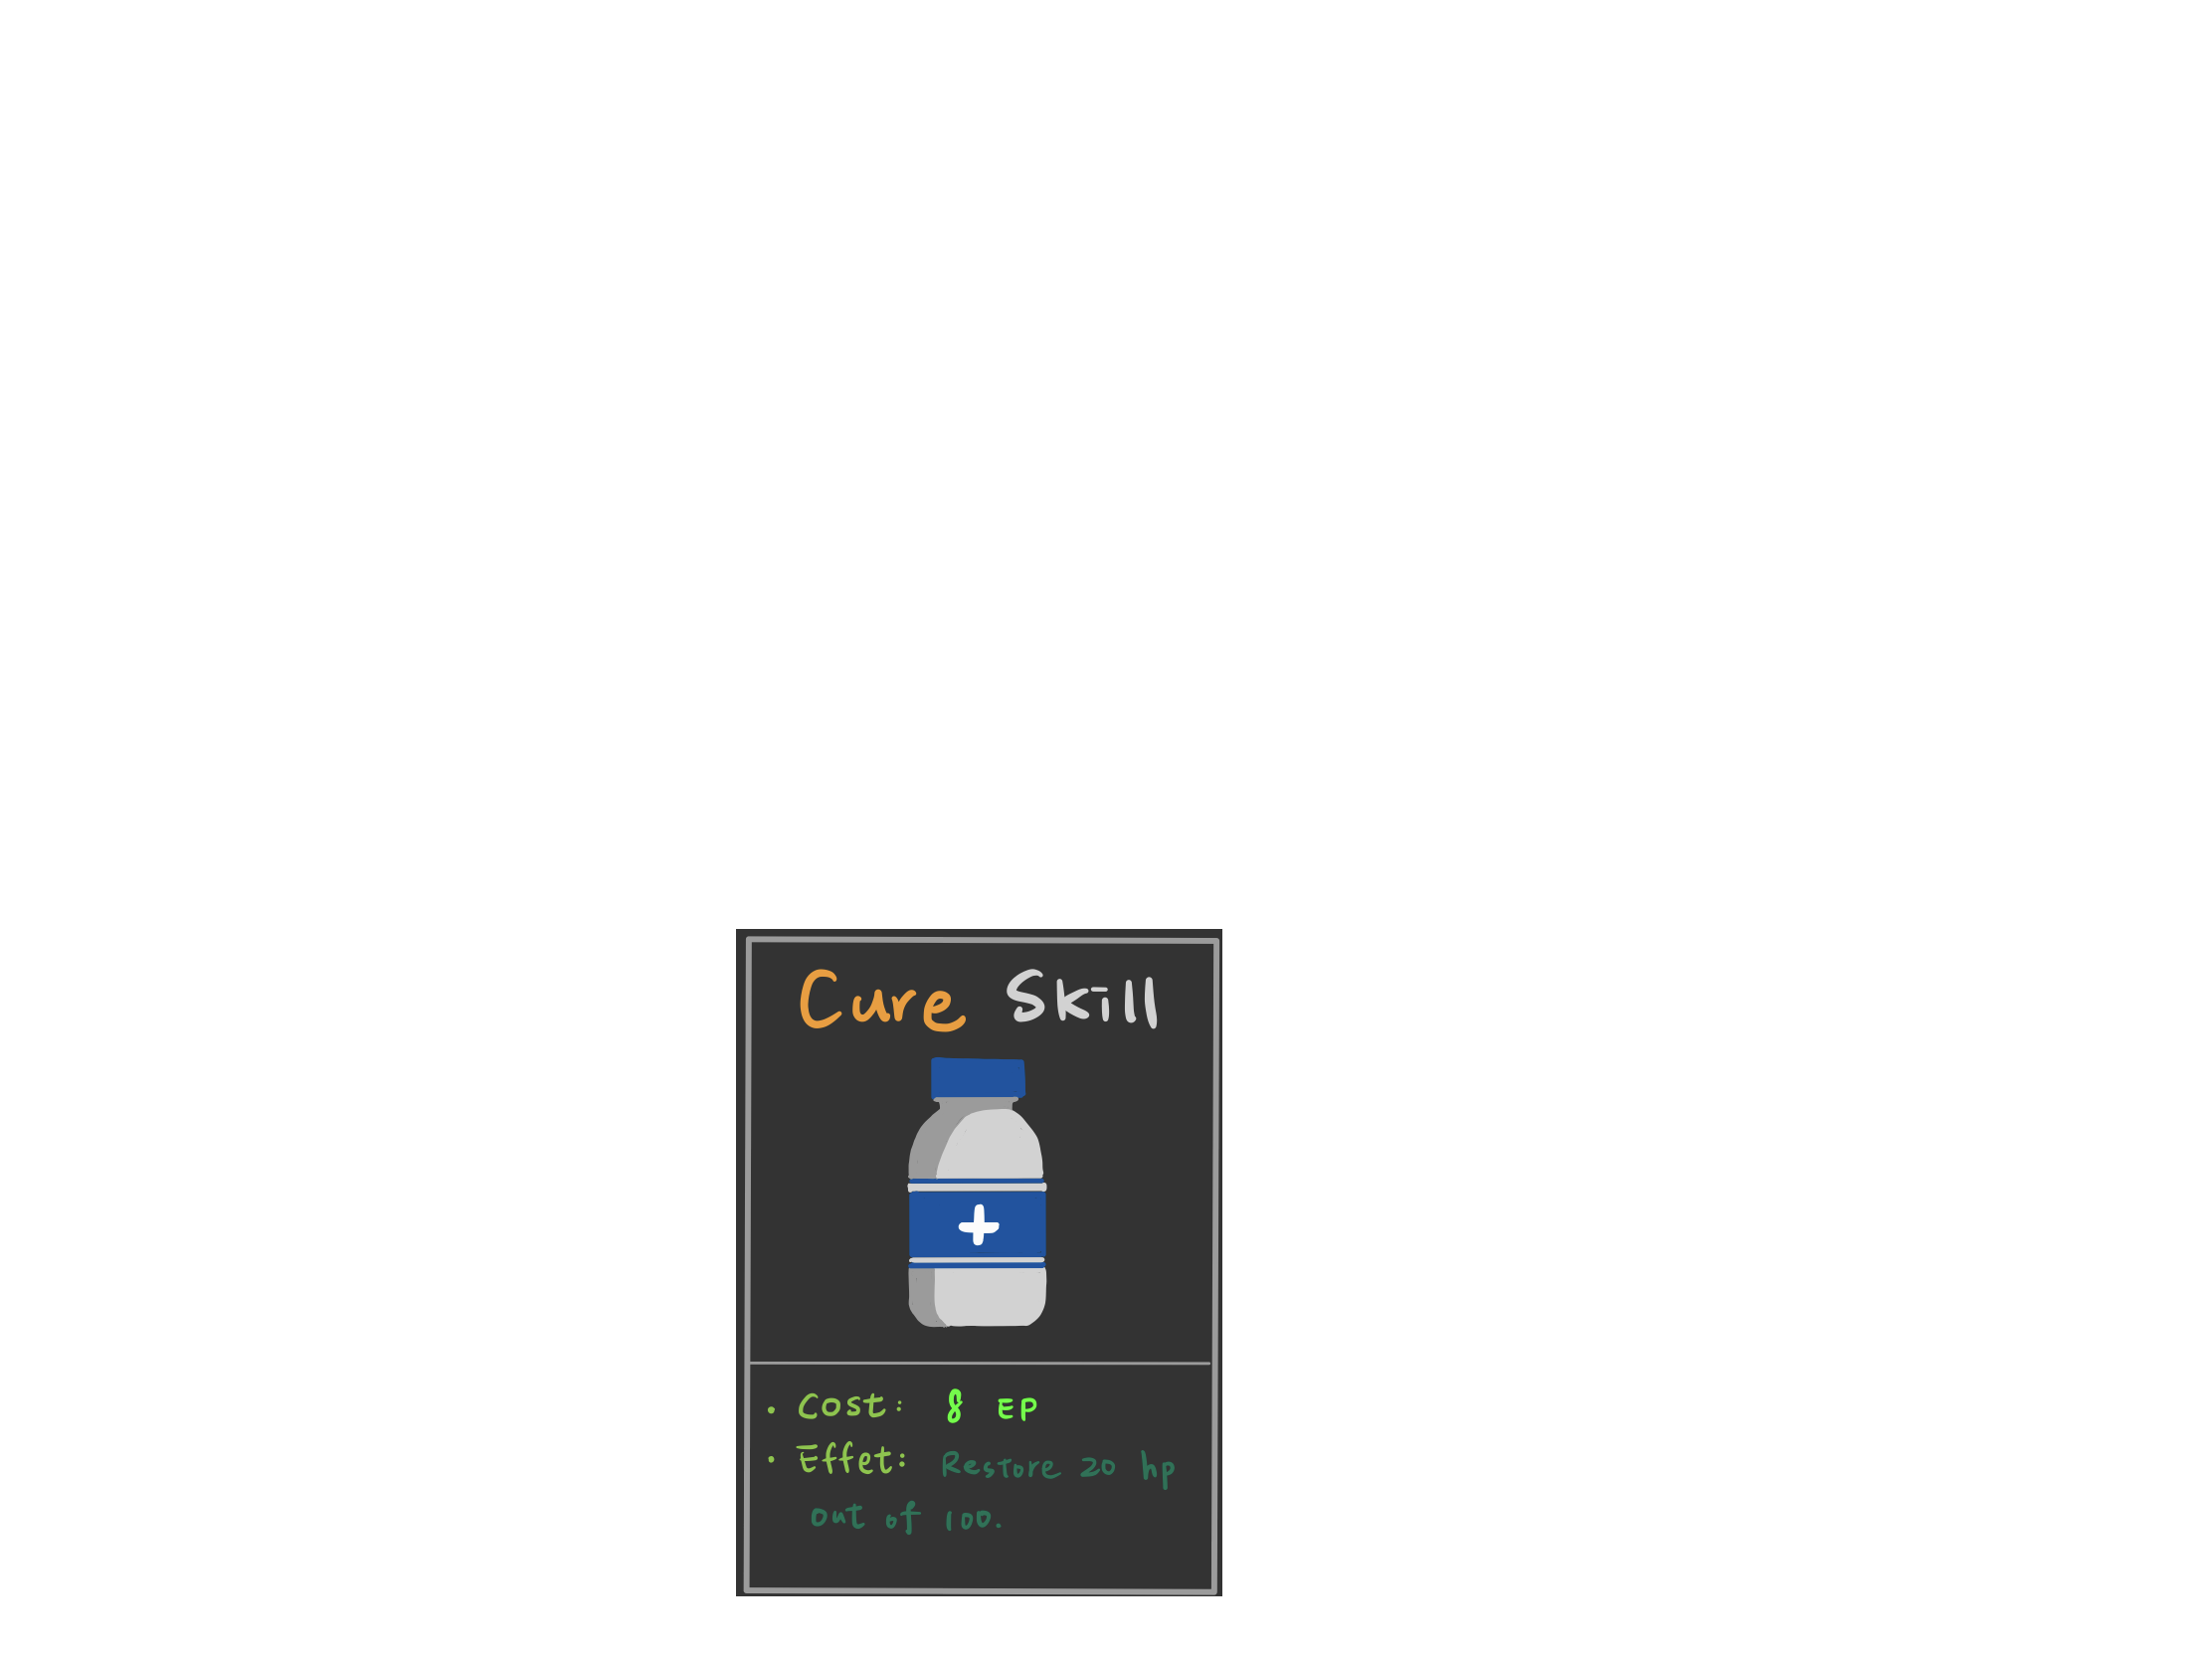 Cure Skill
• Cost: 8 EP
• Effet: Restore 20 hp
out of 100.